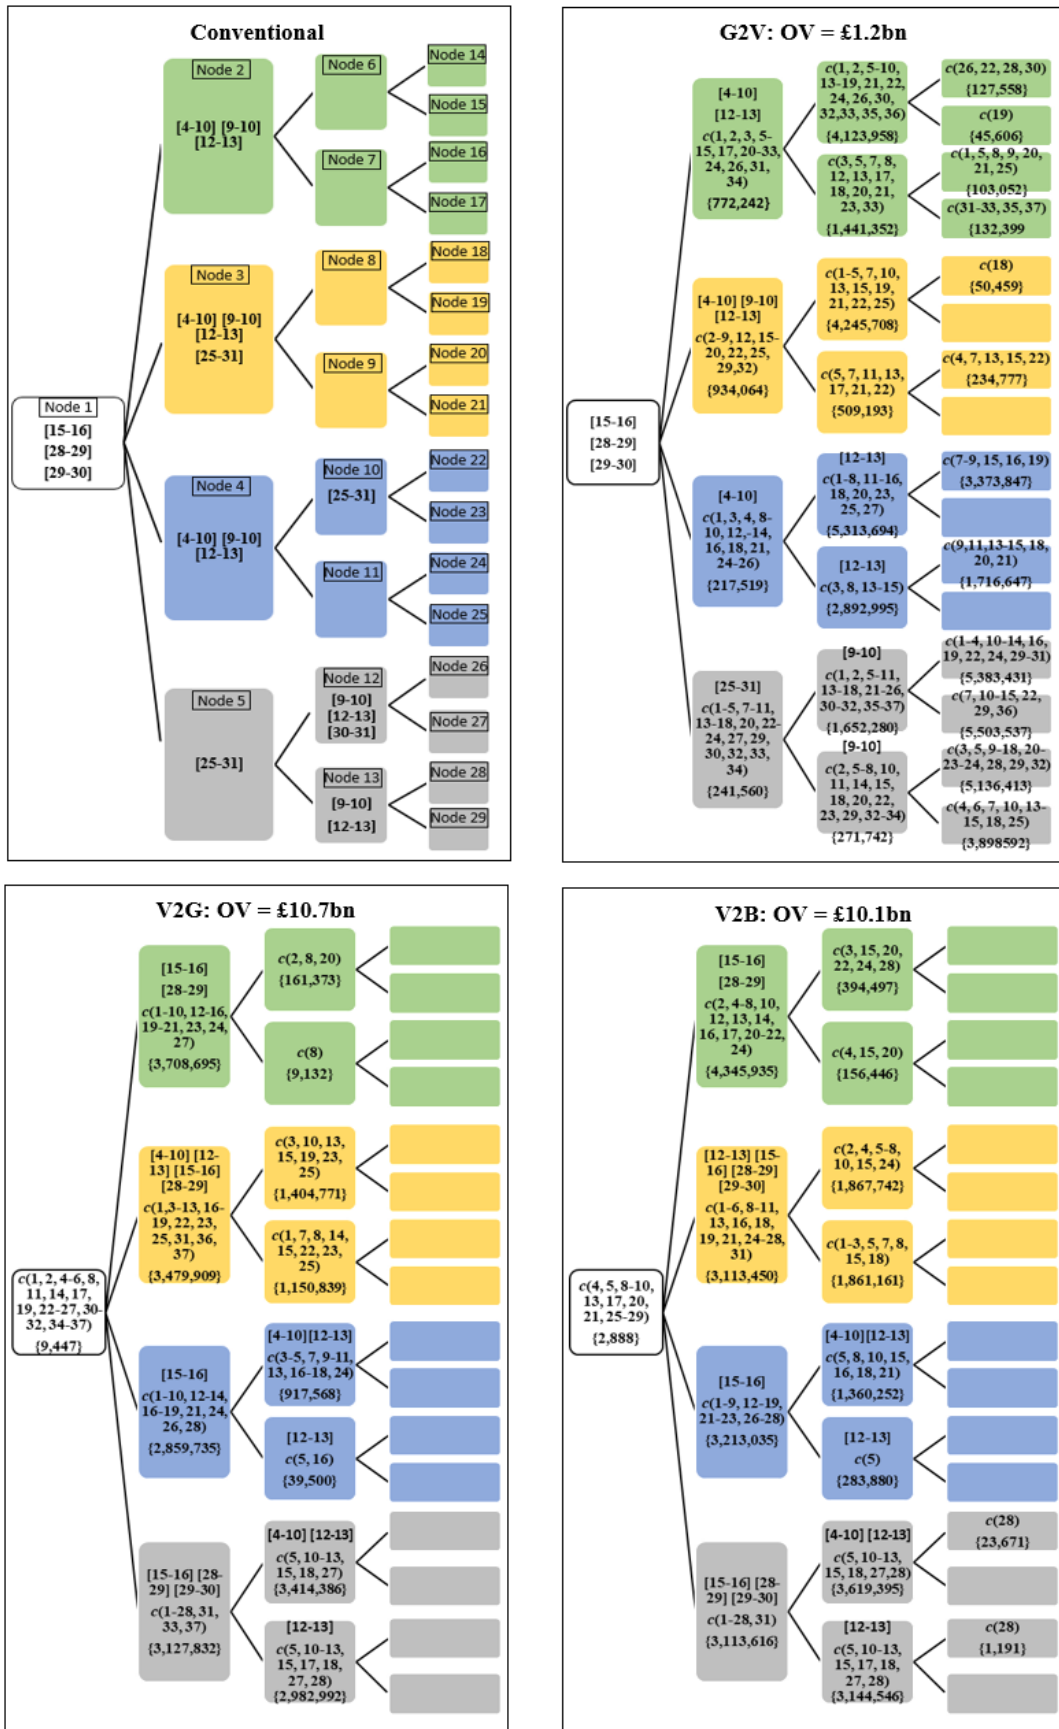 Conventional
Node 1
[15-16]
[28-29]
[29-30]
Node 2
[4-10] [9-10]
[12-13]
Node 6
Node 7
Node 14
Node 15
Node 16
Node 17
Node 3
[4-10] [9-10]
[12-13]
[25-31]
Node 8
Node 9
Node 18
Node 19
Node 20
Node 21
Node 4
[4-10] [9-10]
[12-13]
Node 10
[25-31]
Node 11
Node 22
Node 23
Node 24
Node 25
Node 5
[25-31]
Node 12
[9-10]
[12-13]
[30-31]
Node 13
[9-10]
[12-13]
Node 26
Node 27
Node 28
Node 29
G2V: OV = £1.2bn
[15-16]
[28-29]
[29-30]
[4-10]
[12-13]
c(1, 2, 3, 5-
15, 17, 20-33,
24, 26, 31,
34)
{772,242}
c(1, 2, 5-10,
13-19, 21, 22,
24, 26, 30,
32,33, 35, 36)
{4,123,958}
c(3, 5, 7, 8,
12, 13, 17,
18, 20, 21,
23, 33)
{1,441,352}
c(26, 22, 28, 30)
{127,558}
c(19)
{45,606}
c(1, 5, 8, 9, 20,
21, 25)
{103,052}
c(31-33, 35, 37)
{132,399
[4-10] [9-10]
[12-13]
c(2-9, 12, 15-
20, 22, 25,
29,32)
{934,064}
c(1-5, 7, 10,
13, 15, 19,
21, 22, 25)
{4,245,708}
c(5, 7, 11, 13,
17, 21, 22)
{509,193}
c(18)
{50,459}
c(4, 7, 13, 15, 22)
{234,777}
[4-10]
c(1, 3, 4, 8-
10, 12,-14,
16, 18, 21,
24-26)
{217,519}
[12-13]
c(1-8, 11-16,
18, 20, 23,
25, 27)
{5,313,694}
[12-13]
c(3, 8, 13-15)
{2,892,995}
c(7-9, 15, 16, 19)
{3,373,847}
c(9,11,13-15, 18,
20, 21)
{1,716,647}
[25-31]
c(1-5, 7-11,
13-18, 20, 22-
24, 27, 29,
30, 32, 33,
34)
{241,560}
[9-10]
c(1, 2, 5-11,
13-18, 21-26,
30-32, 35-37)
{1,652,280}
[9-10]
c(2, 5-8, 10,
11, 14, 15,
18, 20, 22,
23, 29, 32-34)
{271,742}
c(1-4, 10-14, 16,
19, 22, 24, 29-31)
{5,383,431}
c(7, 10-15, 22,
29, 36)
{5,503,537}
c(3, 5, 9-18, 20-
23-24, 28, 29, 32)
{5,136,413}
c(4, 6, 7, 10, 13-
15, 18, 25)
{3,898592}
V2G: OV = £10.7bn
c(1, 2, 4-6, 8,
11, 14, 17,
19, 22-27, 30-
32, 34-37)
{9,447}
[15-16]
[28-29]
c(1-10, 12-16,
19-21, 23, 24,
27)
{3,708,695}
c(2, 8, 20)
{161,373}
c(8)
{9,132}
[4-10] [12-
13] [15-16]
[28-29]
c(1,3-13, 16-
19, 22, 23,
25, 31, 36,
37)
{3,479,909}
c(3, 10, 13,
15, 19, 23,
25)
{1,404,771}
c(1, 7, 8, 14,
15, 22, 23,
25)
{1,150,839}
[15-16]
c(1-10, 12-14,
16-19, 21, 24,
26, 28)
{2,859,735}
[4-10] [12-13]
c(3-5, 7, 9-11,
13, 16-18, 24)
{917,568}
[12-13]
c(5, 16)
{39,500}
[15-16] [28-
29] [29-30]
c(1-28, 31,
33, 37)
{3,127,832}
[4-10] [12-13]
c(5, 10-13,
15, 18, 27)
{3,414,386}
[12-13]
c(5, 10-13,
15, 17, 18,
27, 28)
{2,982,992}
V2B: OV = £10.1bn
c(4, 5, 8-10,
13, 17, 20,
21, 25-29)
{2,888}
[15-16]
[28-29]
c(2, 4-8, 10,
12, 13, 14,
16, 17, 20-22,
24)
{4,345,935}
c(3, 15, 20,
22, 24, 28)
{394,497}
c(4, 15, 20)
{156,446}
[12-13] [15-
16] [28-29]
[29-30]
c(1-6, 8-11,
13, 16, 18,
19, 21, 24-28,
31)
{3,113,450}
c(2, 4, 5-8,
10, 15, 24)
{1,867,742}
c(1-3, 5, 7, 8,
15, 18)
{1,861,161}
[15-16]
c(1-9, 12-19,
21-23, 26-28)
{3,213,035}
[4-10] [12-13]
c(5, 8, 10, 15,
16, 18, 21)
{1,360,252}
[12-13]
c(5)
{283,880}
[15-16] [28-
29] [29-30]
c(1-28, 31)
{3,113,616}
[4-10] [12-13]
c(5, 10-13,
15, 18, 27,28)
{3,619,395}
[12-13]
c(5, 10-13,
15, 17, 18,
27, 28)
{3,144,546}
c(28)
{23,671}
c(28)
{1,191}